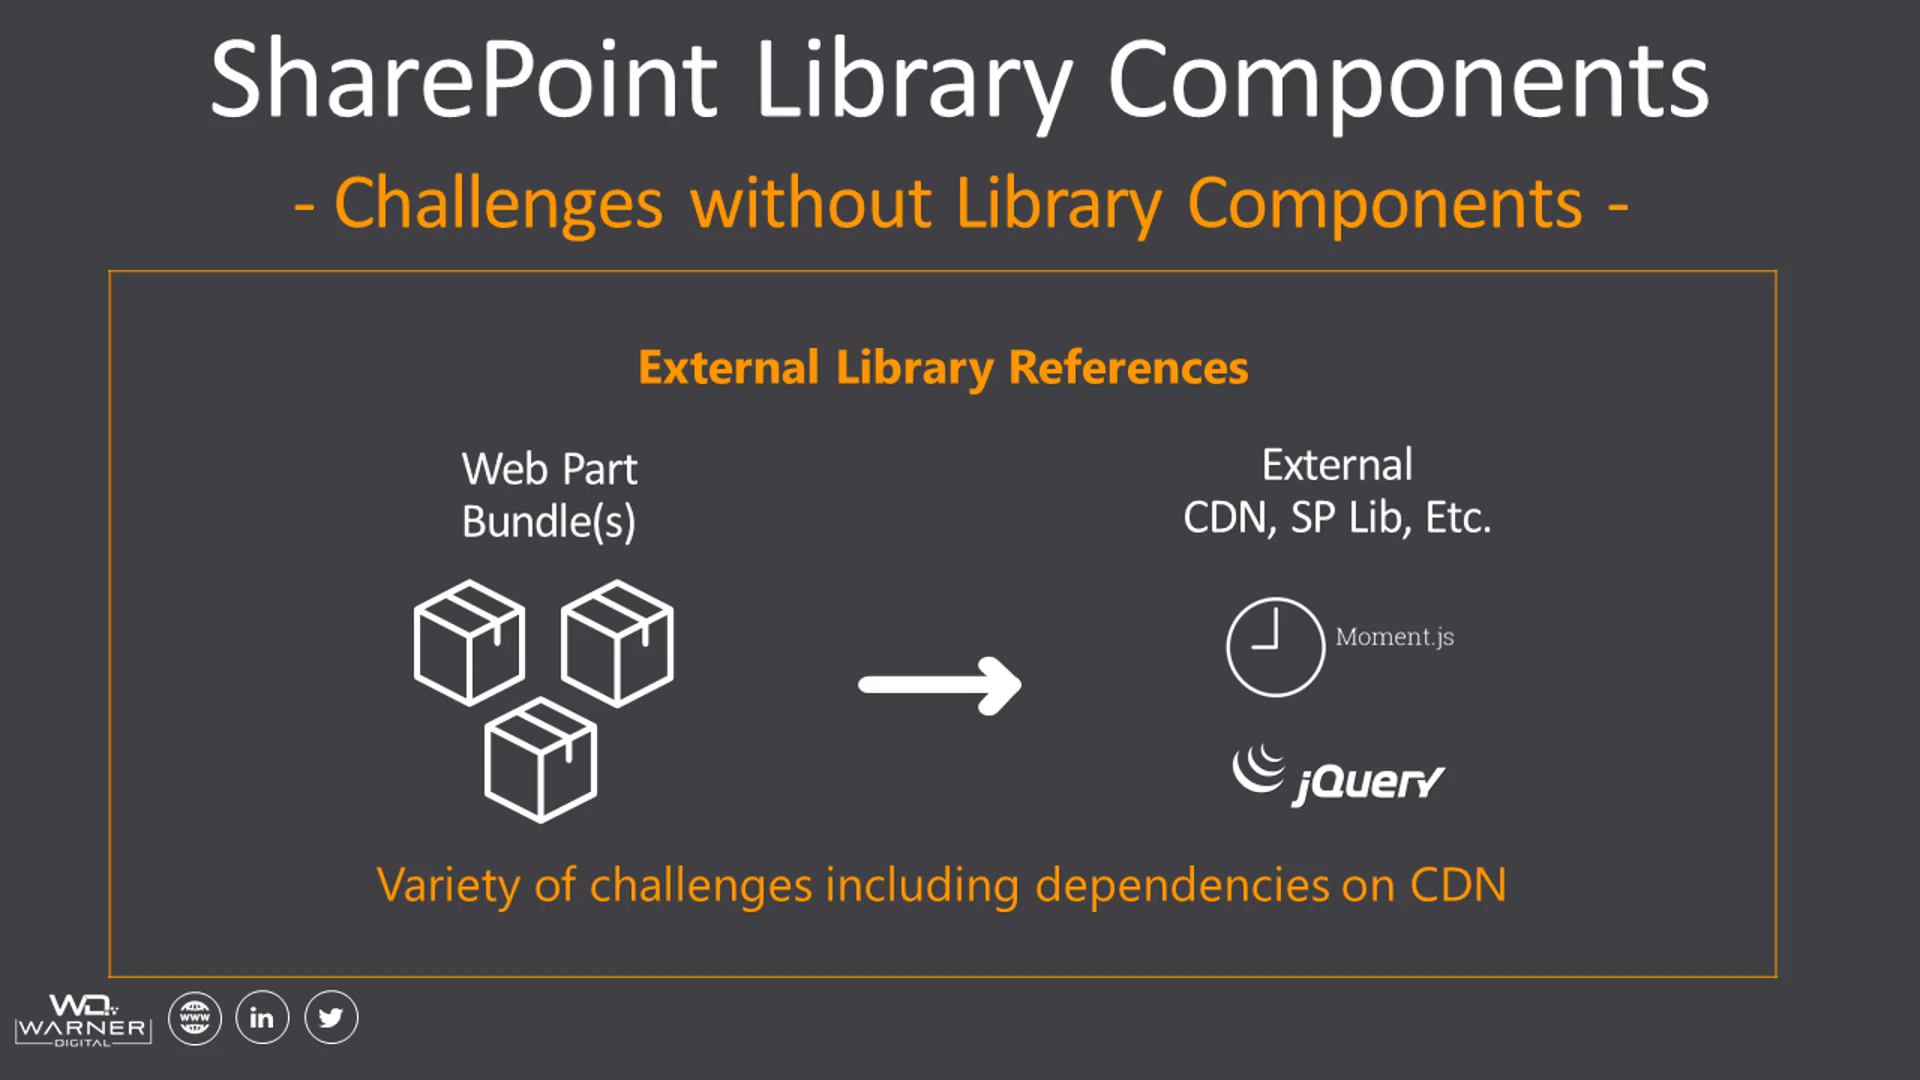 SharePoint Library Components
- Challenges without Library Components -
External Library References
Web Part
Bundle(s)
External
CDN, SP Lib, Etc.
Moment.js
jQuery
Variety of challenges including dependencies on CDN
WD
WARNER
DIGITAL
WWW
in